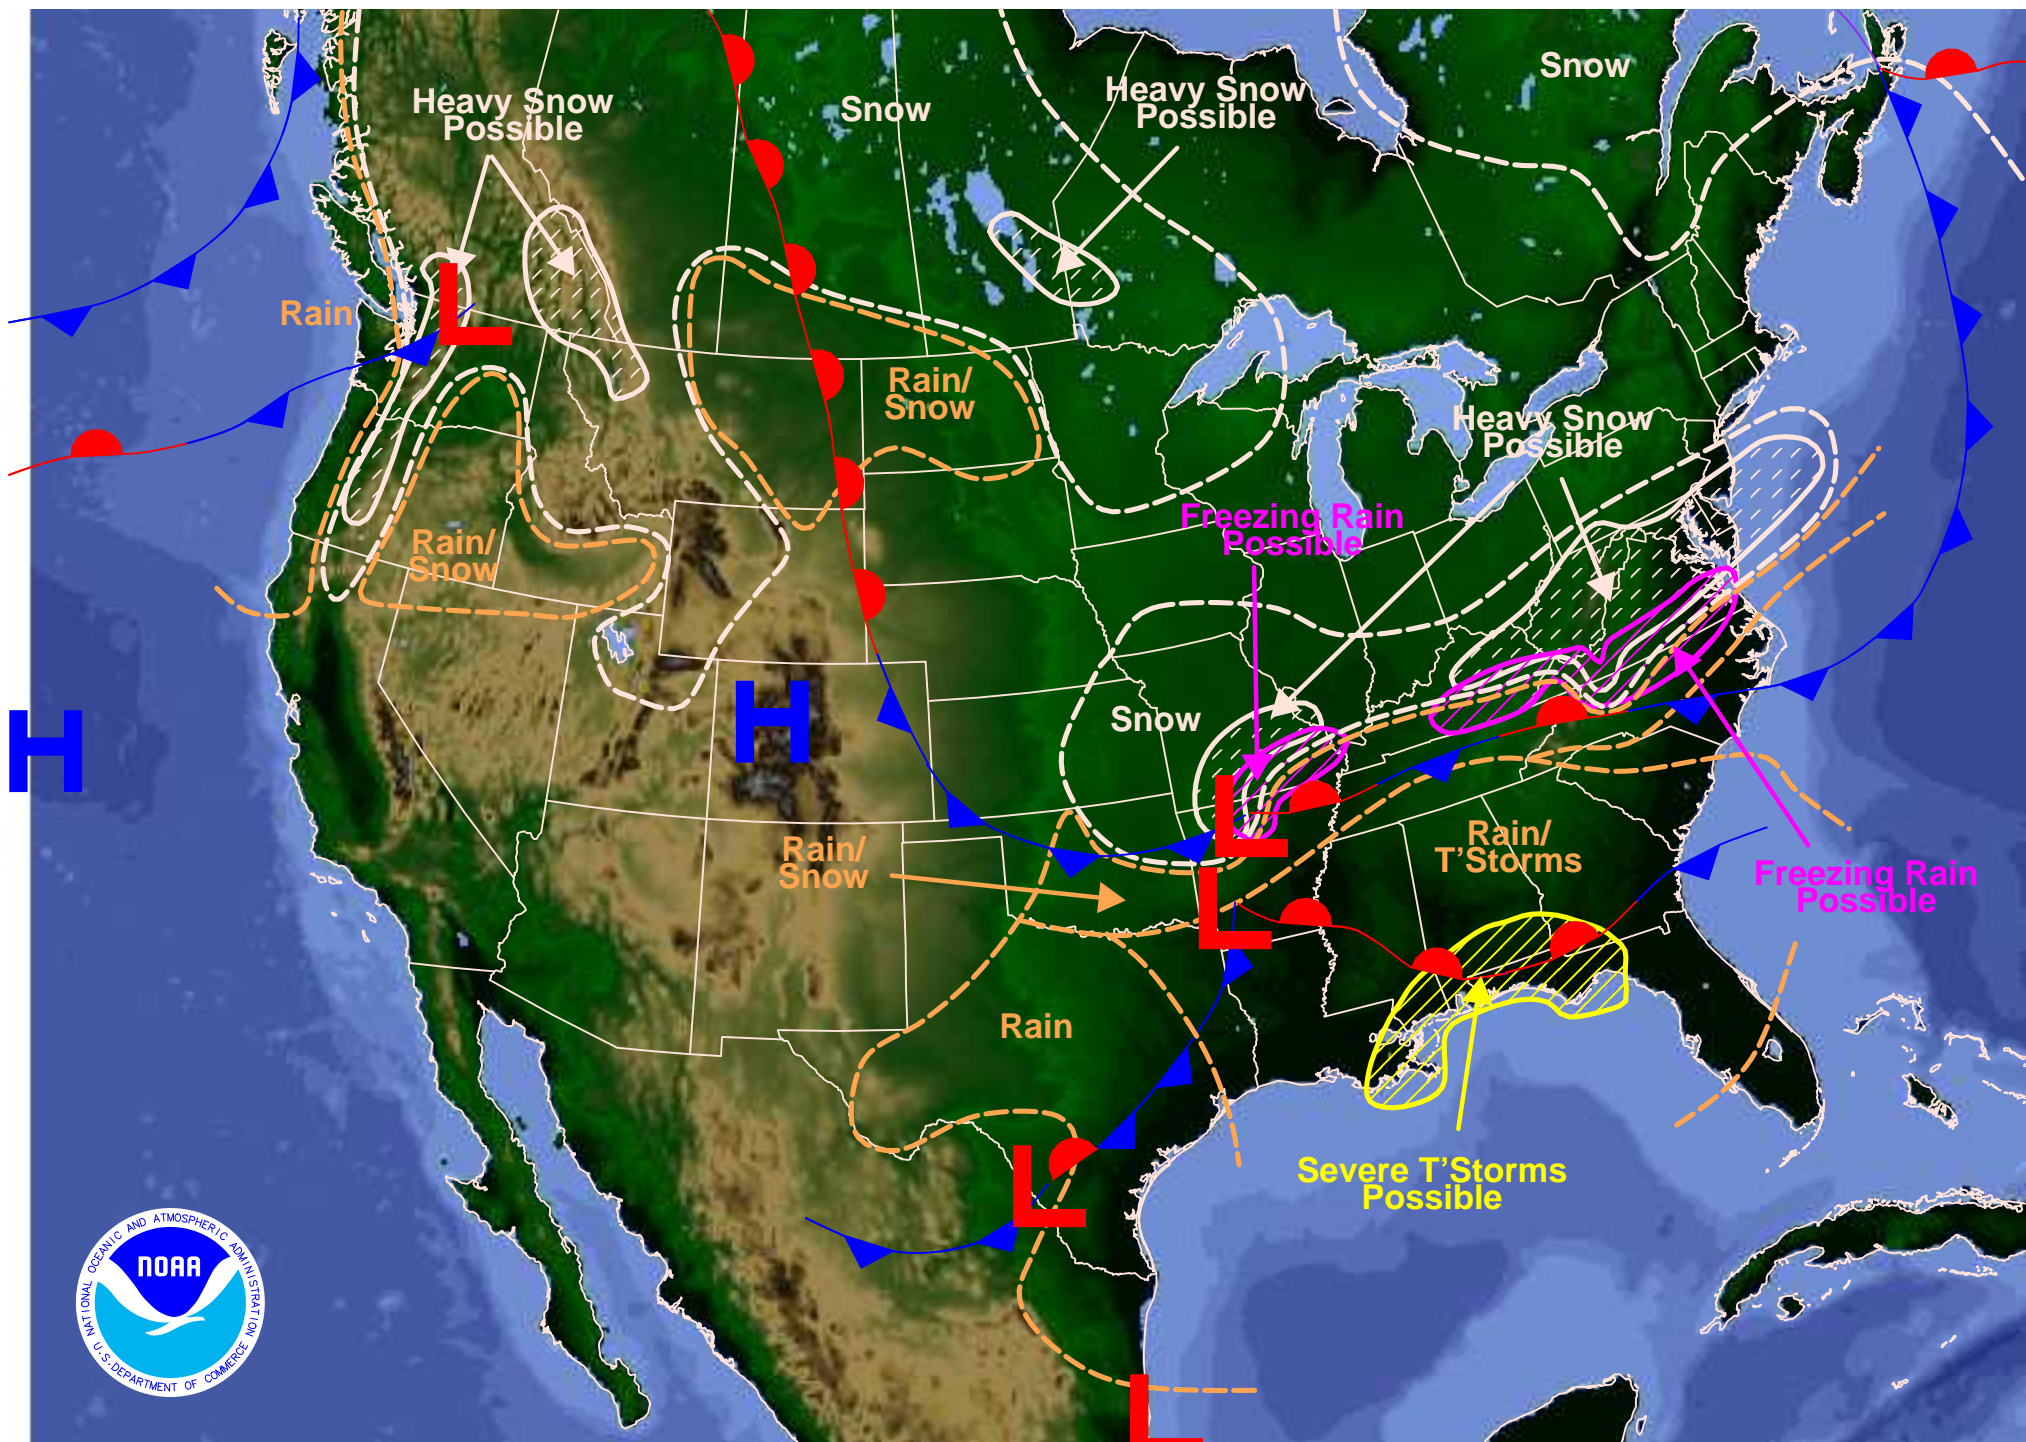 Snow
Heavy Snow
Possible
Heavy Snow
Possible
Snow
Rain
L
Rain/
Snow
Heavy Snow
Possible
Freezing Rain
Possible
Rain/
Snow
H
H
Snow
L
Rain/
Snow
Rain/
T'Storms
Freezing Rain
Possible
L
Rain
L
Severe T'Storms
Possible
NATIONAL OCEANIC AND ATMOSPHERIC ADMINISTRATION
NOAA
U.S. DEPARTMENT OF COMMERCE
L